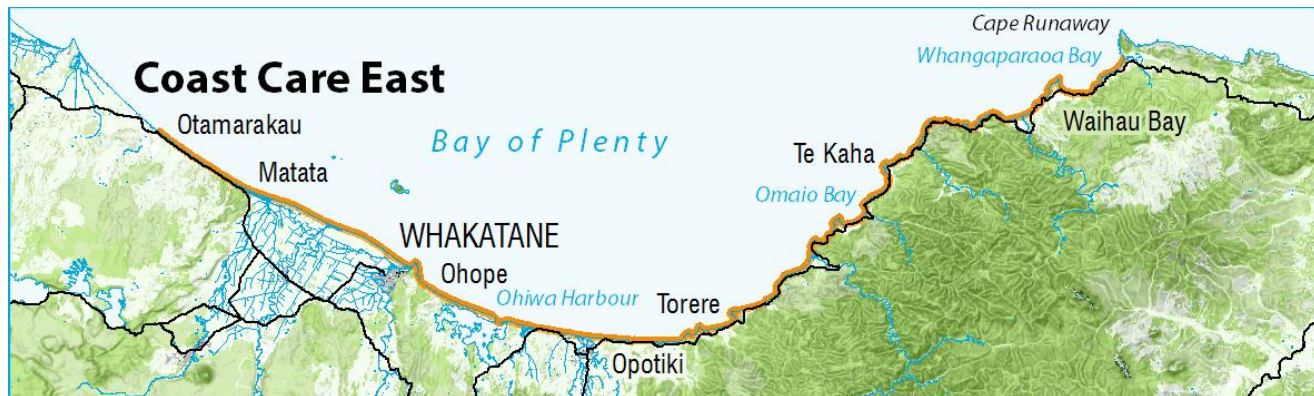 Cape Runaway
Whangaparaoa Bay
Coast Care East
Otamarakau
Bay of Plenty
Waihau Bay
Matata
Te Kaha
Omaio Bay
WHAKATANE
Ohope
Ohiwa Harbour
Torere
Opotiki